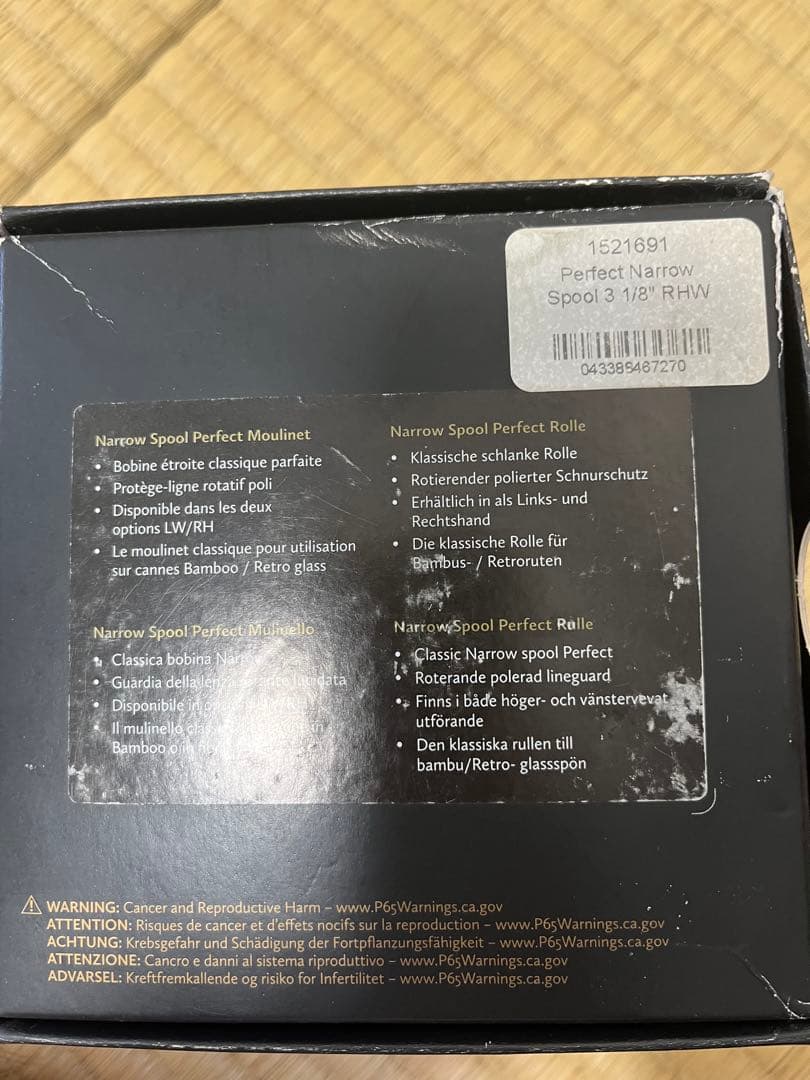 1521691
Perfect Narrow
Spool 3 1/8" RHW
Narrow Spool Perfect Moulinet
• Bobine étroite classique parfaite
• Protège-ligne rotatif poli
• Disponible dans les deux
options LW/RH
• Le moulinet classique pour utilisation
sur cannes Bamboo / Retro glass
Narrow Spool Perfect Rolle
• Klassische schlanke Rolle
• Rotierender polierter Schnurschutz
• Erhältlich in als Links- und
Rechtshand
• Die klassische Rolle für
Bambus- / Retroruten
Narrow Spool Perfect Mulinello
• Classica bobina
• Guardia della
• Disponibile in
Il mulinello
Bamboo
Narrow Spool Perfect Rulle
• Classic Narrow spool Perfect
• Roterande polerad lineguard
• Finns i både höger- och vänstervevat
utförande
• Den klassiska rullen till
bambu/Retro- glassspön
WARNING: Cancer and Reproductive Harm – www.P65Warnings.ca.gov
ATTENTION: Risques de cancer et d'effets nocifs sur la reproduction – www.P65Warnings.ca.gov
ACHTUNG: Krebsgefahr und Schädigung der Fortpflanzungsfähigkeit – www.P65Warnings.ca.gov
ATTENZIONE: Cancro e danni al sistema riproduttivo – www.P65Warnings.ca.gov
ADVARSEL: Kreftfremkallende og risiko for Infertilitet – www.P65Warnings.ca.gov